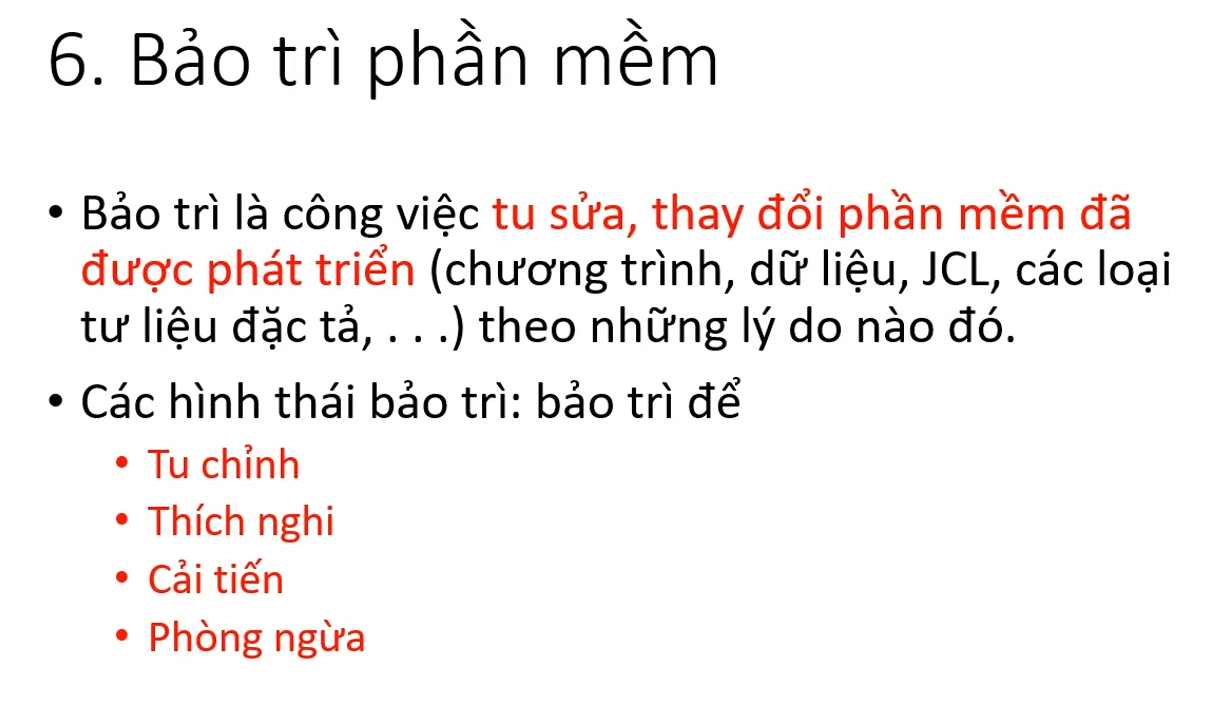 6. Bảo trì phần mềm
• Bảo trì là công việc tu sửa, thay đổi phần mềm đã
được phát triển (chương trình, dữ liệu, JCL, các loại
tư liệu đặc tả, . . .) theo những lý do nào đó.
• Các hình thái bảo trì: bảo trì để
• Tu chỉnh
• Thích nghi
• Cải tiến
• Phòng ngừa